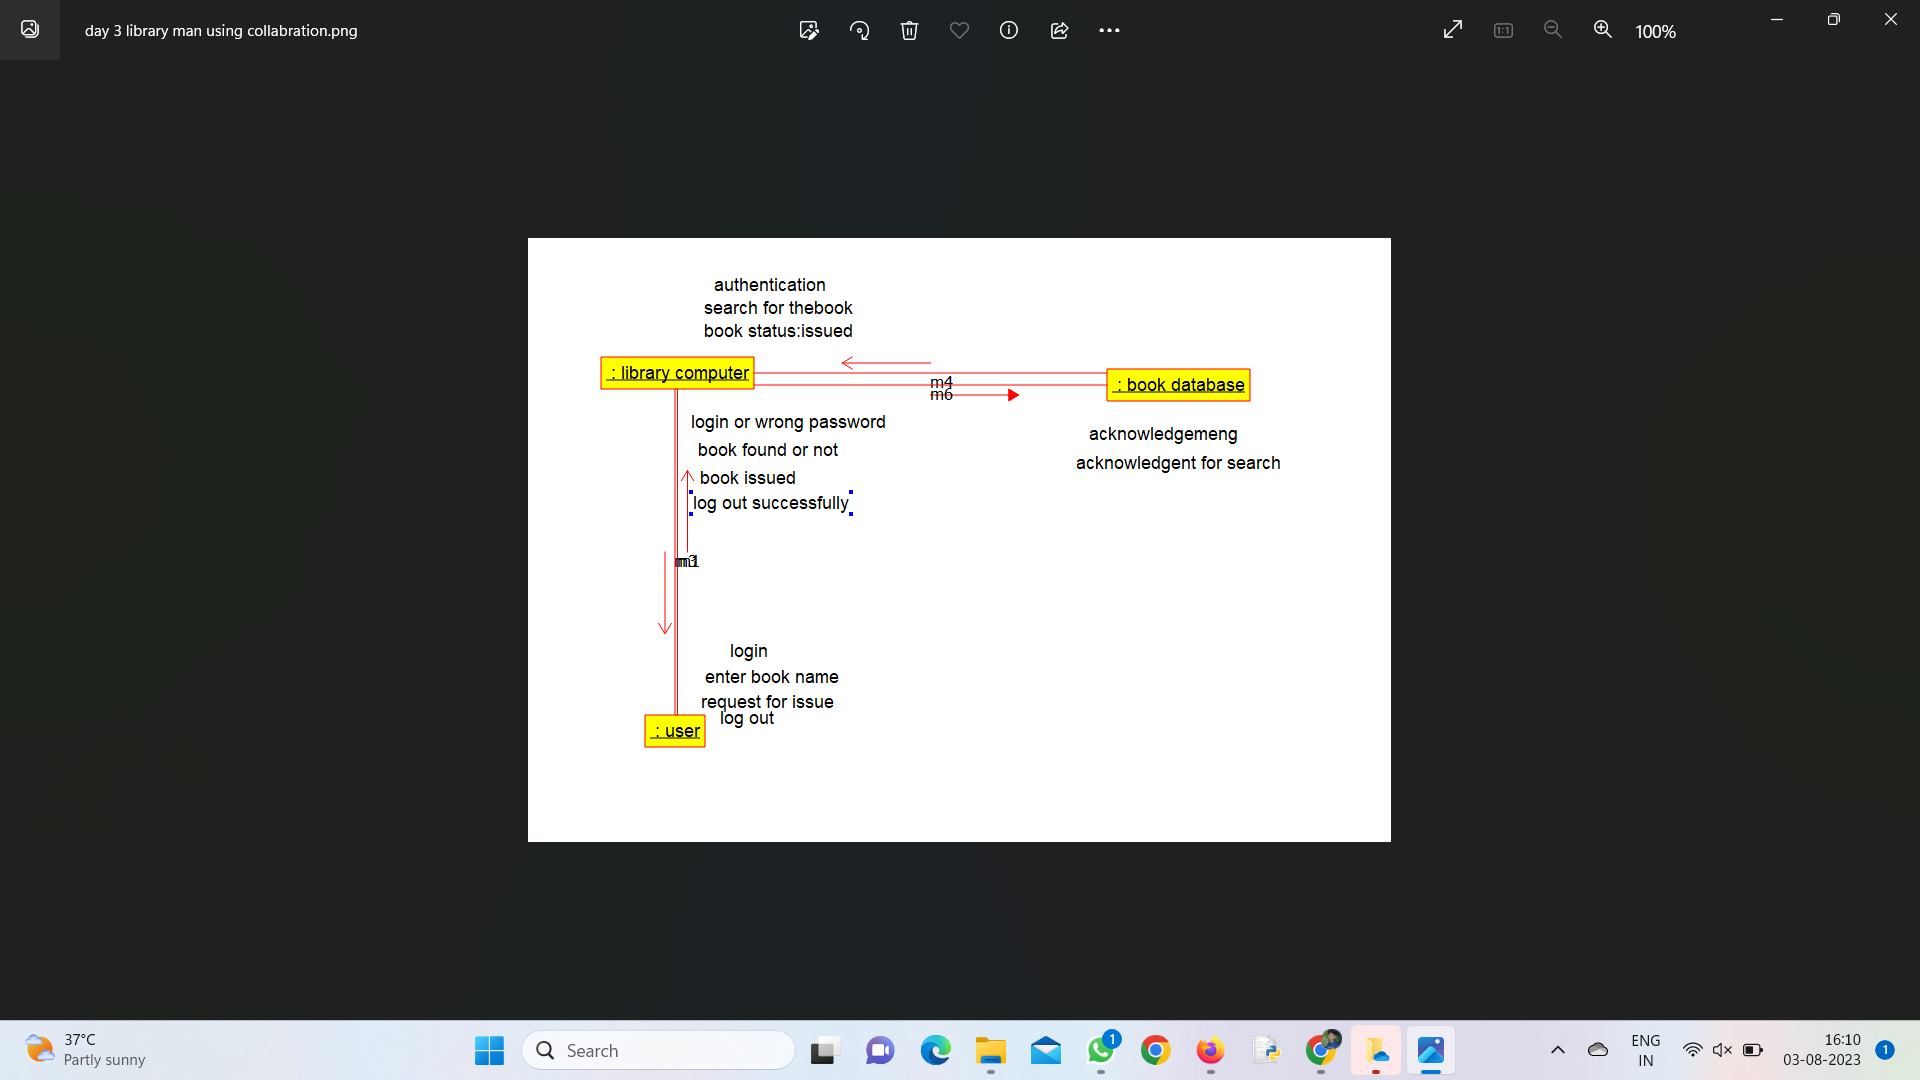 day 3 library man using collabration.png
100%
authentication
search for thebook
book status:issued
: library computer
m4
m6
: book database
login or wrong password
book found or not
book issued
log out successfully
acknowledgemeng
acknowledgent for search
login
enter book name
request for issue
log out
: user
37°C
Partly sunny
Search
1
ENG
IN
16:10
03-08-2023
1